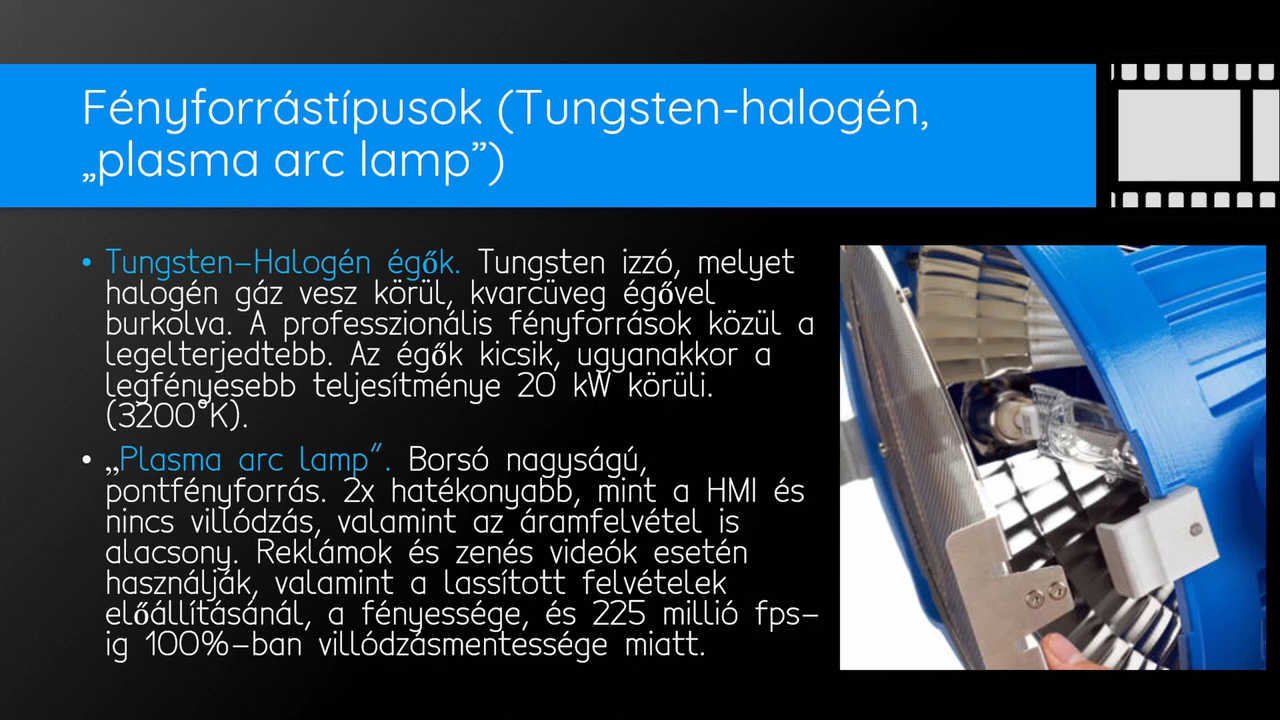 Fényforrástípusok (Tungsten-halogén,
„plasma arc lamp”)
• Tungsten-Halogén égők. Tungsten izzó, melyet
halogén gáz vesz körül, kvarcüveg égővel
burkolva. A professzionális fényforrások közül a
legelterjedtebb. Az égők kicsik, ugyanakkor a
legfényesebb teljesítménye 20 kW körüli.
(3200°K).
• „Plasma arc lamp”. Borsó nagyságú,
pontfényforrás. 2x hatékonyabb, mint a HMI és
nincs villódzás, valamint az áramfelvétel is
alacsony. Reklámok és zenés videók esetén
használják, valamint a lassított felvételek
előállításánál, a fényessége, és 225 millió fps-
ig 100%-ban villódzásmentessége miatt.